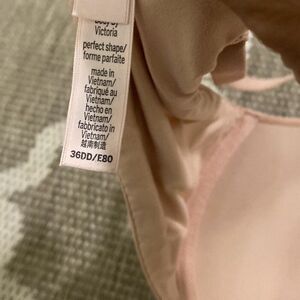 body by
Victoria
perfect shape/
forme parfaite
made in
Vietnam/
fabriqué au
Vietnam/
hecho en
Vietnam/
fabbricato in
Vietnam/
越南制造
36DD/E80